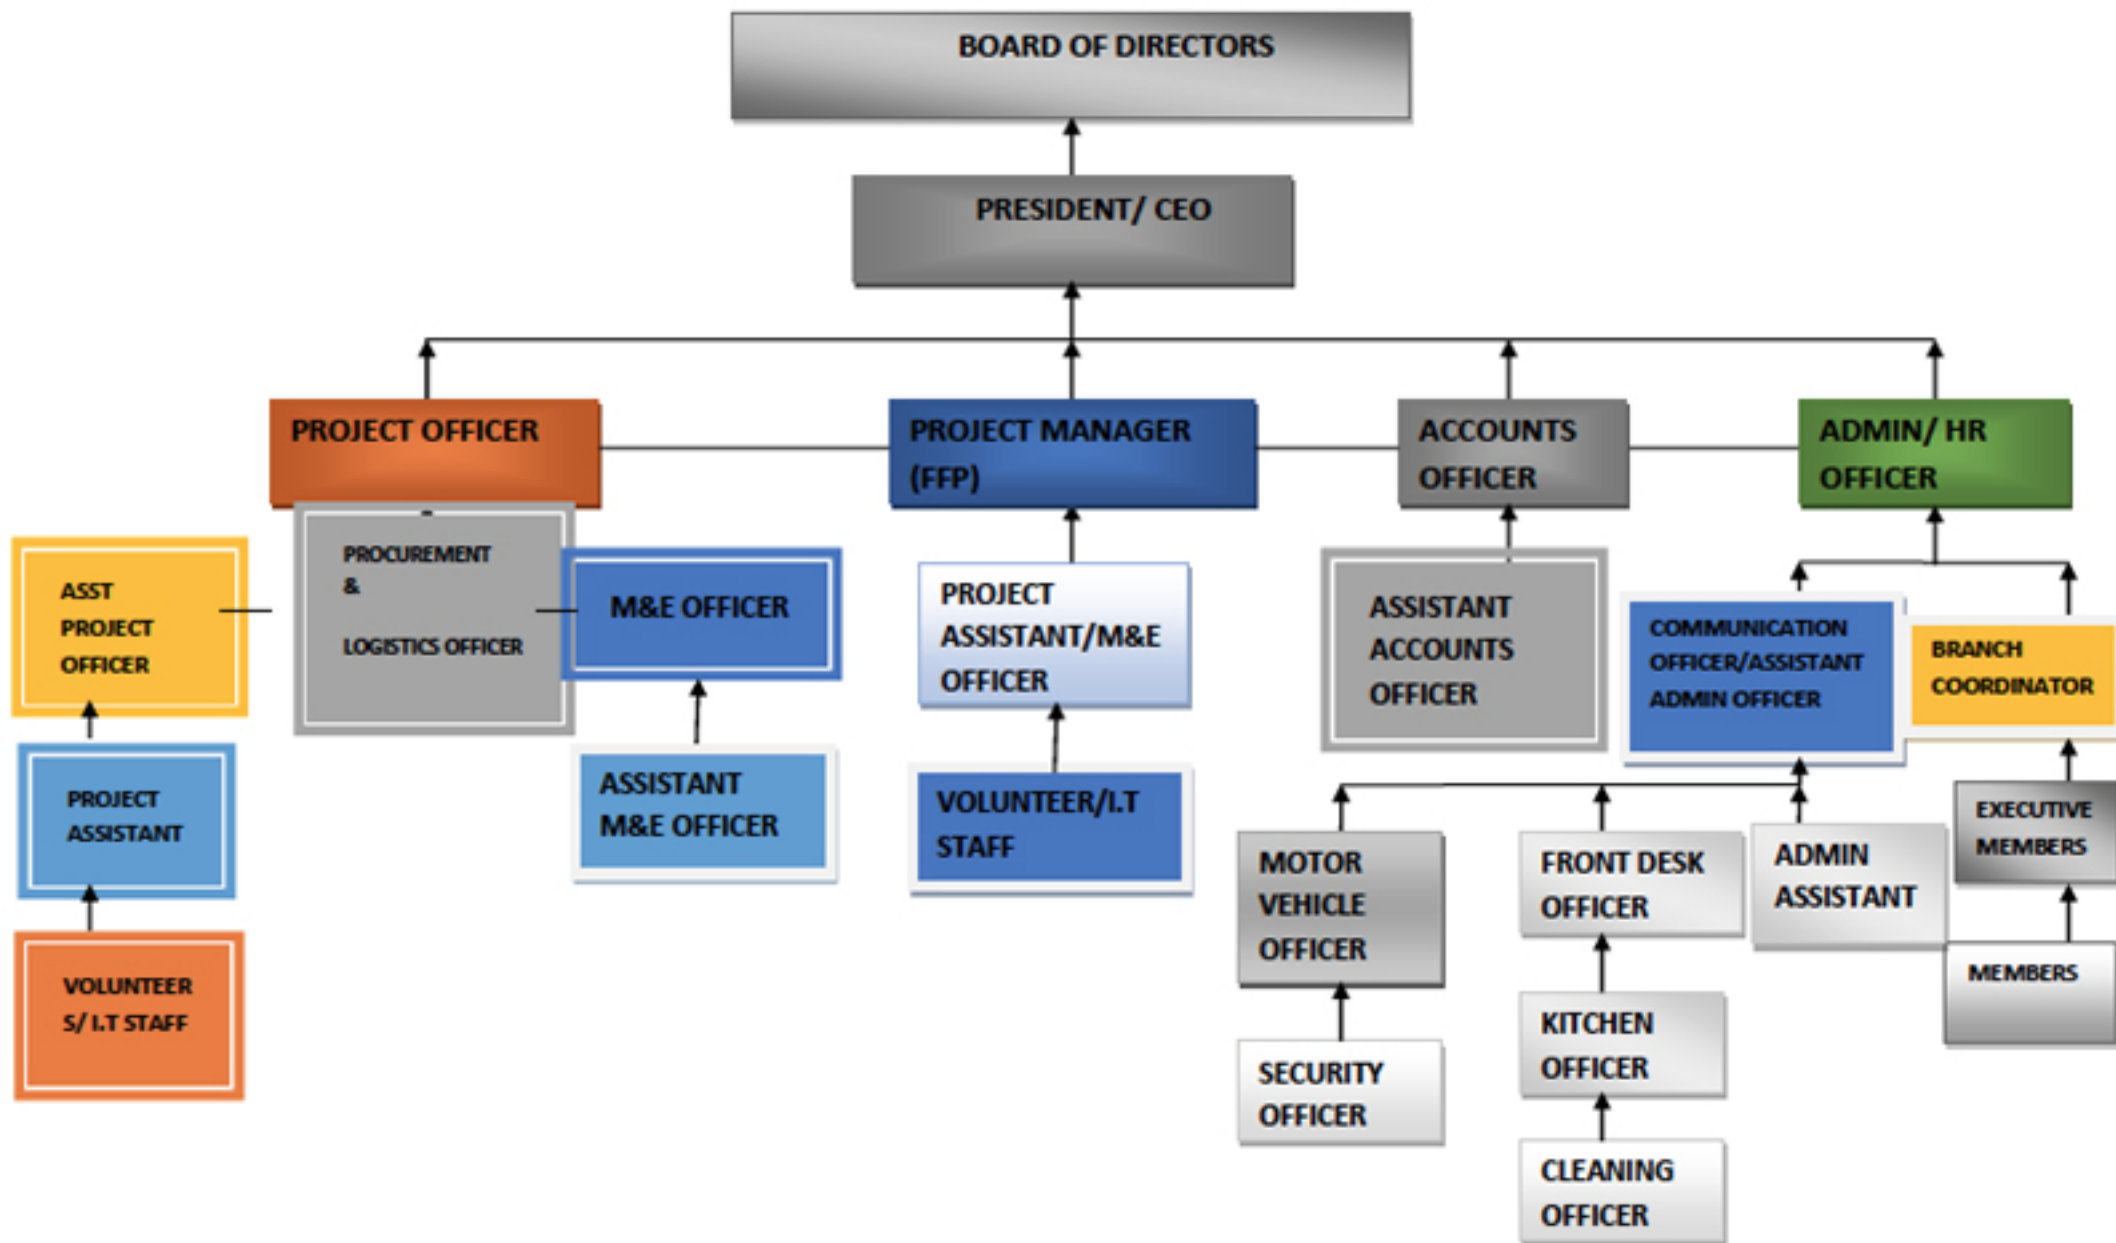 BOARD OF DIRECTORS
PRESIDENT/ CEO
PROJECT OFFICER
PROJECT MANAGER
(FFP)
ACCOUNTS
OFFICER
ADMIN/ HR
OFFICER
ASST
PROJECT
OFFICER
PROCUREMENT
&
LOGISTICS OFFICER
M&E OFFICER
PROJECT
ASSISTANT/M&E
OFFICER
ASSISTANT
ACCOUNTS
OFFICER
COMMUNICATION
OFFICER/ASSISTANT
ADMIN OFFICER
BRANCH
COORDINATOR
PROJECT
ASSISTANT
ASSISTANT
M&E OFFICER
VOLUNTEER/I.T
STAFF
MOTOR
VEHICLE
OFFICER
FRONT DESK
OFFICER
ADMIN
ASSISTANT
EXECUTIVE
MEMBERS
VOLUNTEER
S/ I.T STAFF
MEMBERS
SECURITY
OFFICER
KITCHEN
OFFICER
CLEANING
OFFICER